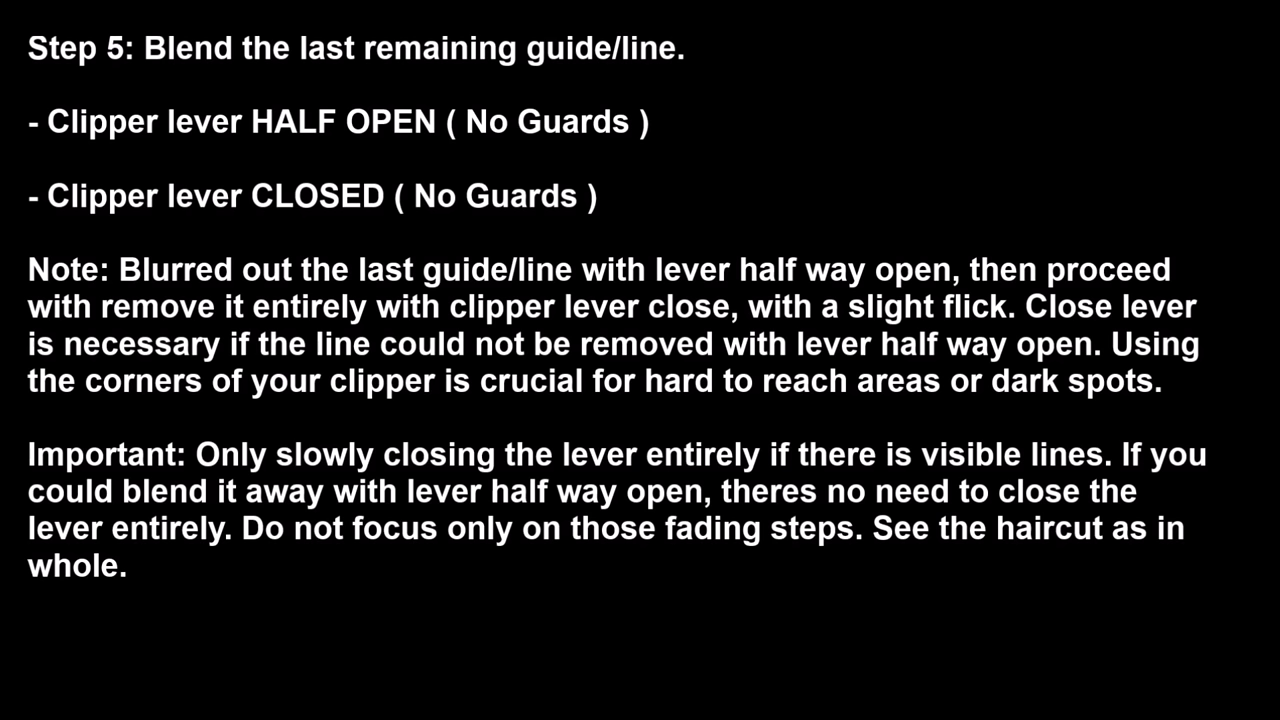 Step 5: Blend the last remaining guide/line.
- Clipper lever HALF OPEN ( No Guards )
- Clipper lever CLOSED ( No Guards )
Note: Blurred out the last guide/line with lever half way open, then proceed
with remove it entirely with clipper lever close, with a slight flick. Close lever
is necessary if the line could not be removed with lever half way open. Using
the corners of your clipper is crucial for hard to reach areas or dark spots.
Important: Only slowly closing the lever entirely if there is visible lines. If you
could blend it away with lever half way open, theres no need to close the
lever entirely. Do not focus only on those fading steps. See the haircut as in
whole.